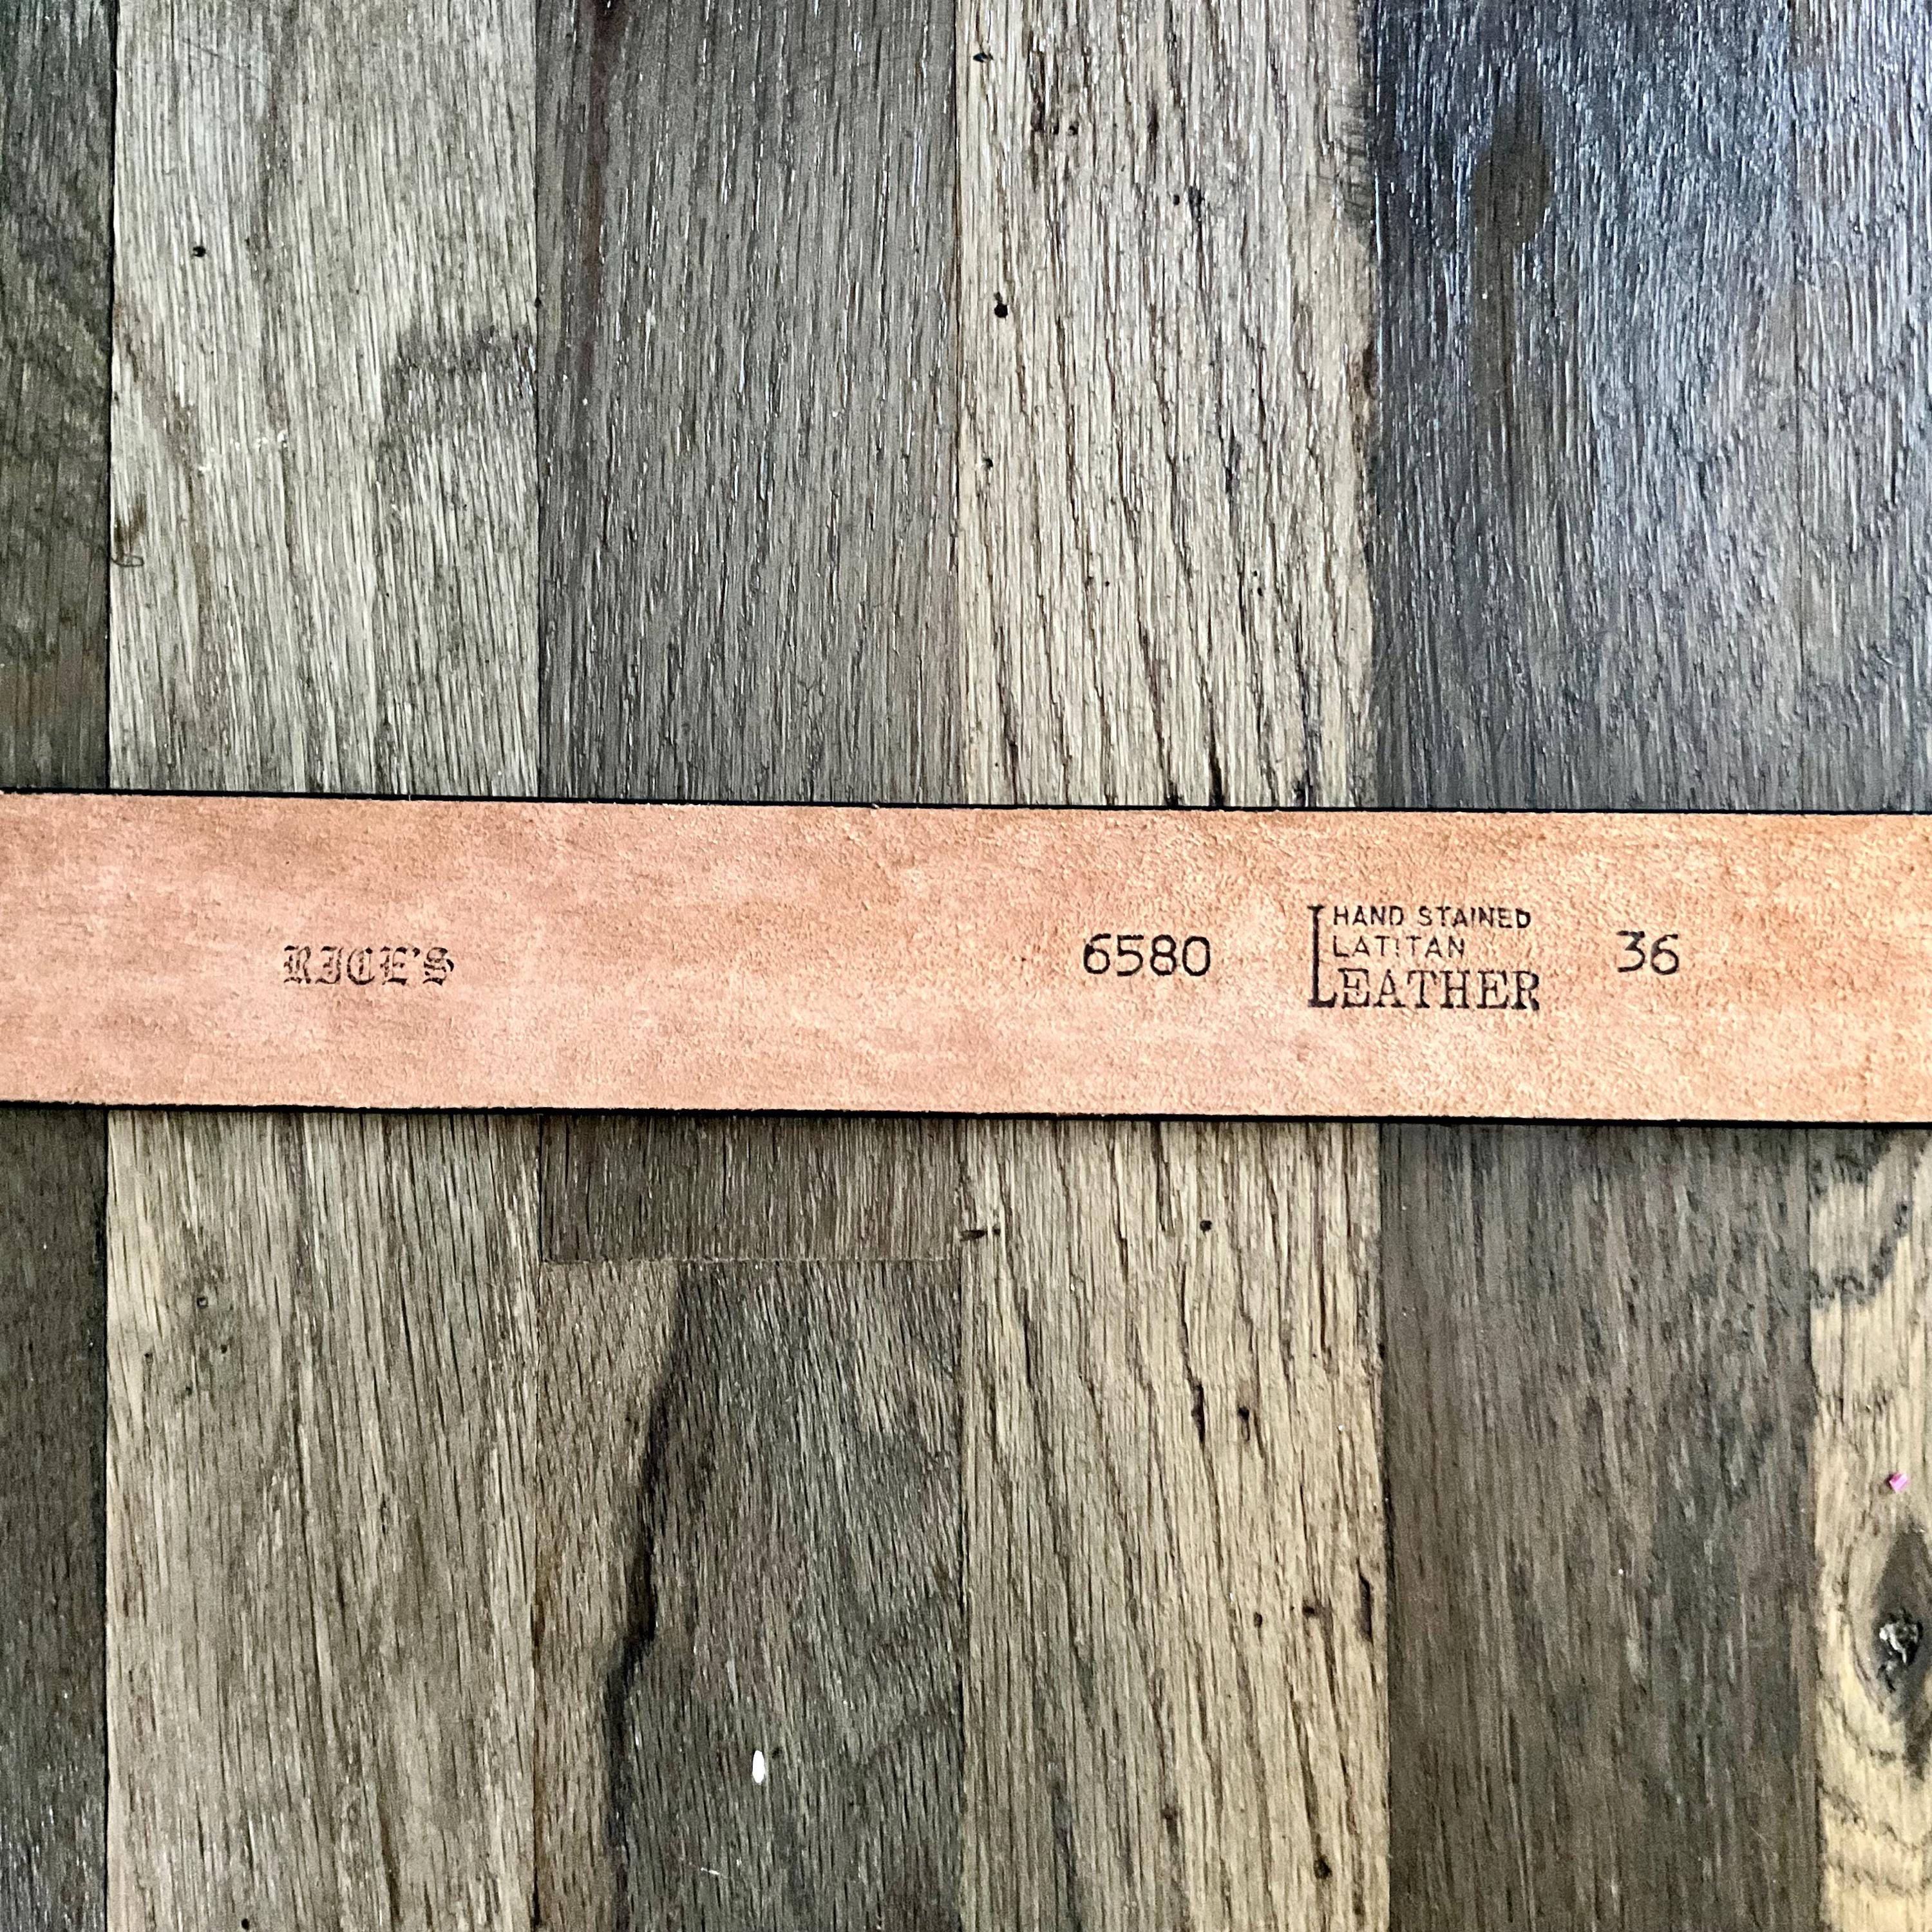 RICE'S
6580
HAND STAINED
LATITAN
LEATHER
36